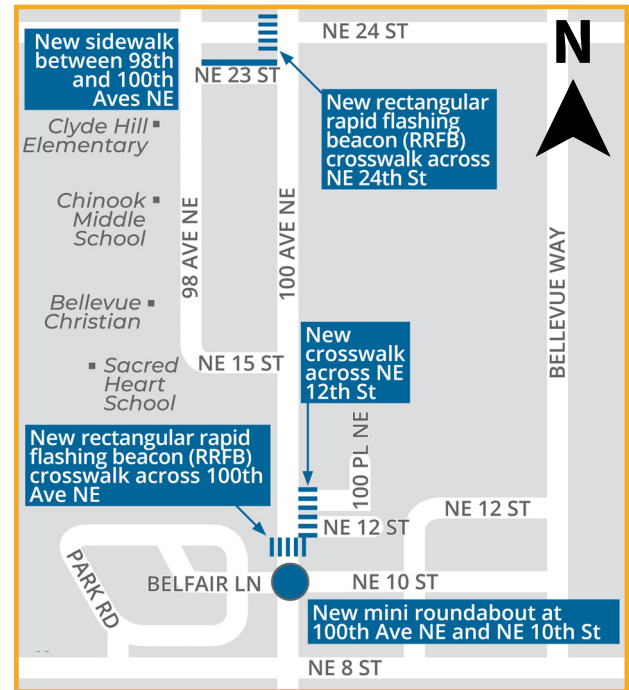 NE 24 ST
N
New sidewalk
between 98th
and 100th
Aves NE
NE 23 ST
New rectangular
rapid flashing
beacon (RRFB)
crosswalk across
NE 24th St
Clyde Hill
Elementary
Chinook
Middle
School
98 AVE NE
100 AVE NE
BELLEVUE WAY
Bellevue
Christian
New
crosswalk
across NE
12th St
NE 15 ST
Sacred
Heart
School
New rectangular rapid
flashing beacon (RRFB)
crosswalk across 100th
Ave NE
100 PL NE
NE 12 ST
NE 12 ST
PARK RD
BELFAIR LN
NE 10 ST
New mini roundabout at
100th Ave NE and NE 10th St
NE 8 ST